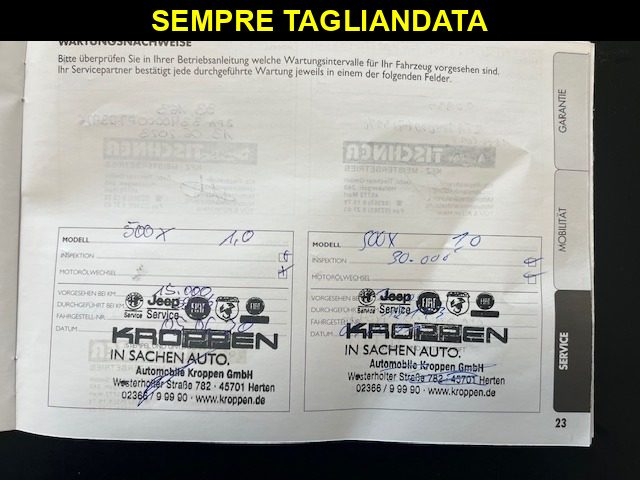 SEMPRE TAGLIANDATA
WARTUNGSNACHWEISE
Bitte überprüfen Sie in Ihrer Betriebsanleitung welche Wartungsintervalle für Ihr Fahrzeug vorgesehen sind.
Ihr Servicepartner bestätigt jede durchgeführte Wartung jeweils in einem der folgenden Felder.
GARANTIE
MOBILITÄT
SERVICE
MODELL 500X 1,0
INSPEKTION
MOTORÖLWECHSEL
VORGESEHEN BEI KM 15.000
DURCHGEFÜHRT BEI KM
FAHRGESTELL-NR
DATUM
Jeep
Service
Service
FIAT
KROPPEN
IN SACHEN AUTO.
Automobile Kroppen GmbH
Westerholter Straße 782 · 45701 Herten
02366 / 9 99 90 · www.kroppen.de
MODELL 500X 1,0
INSPEKTION 30.000
MOTORÖLWECHSEL
VORGESEHEN BEI KM
FAHRGESTELL-NR
DATUM
Jeep
Service
Service
FIAT
KROPPEN
IN SACHEN AUTO.
Automobile Kroppen GmbH
Westerholter Straße 782 · 45701 Herten
02366 / 9 99 90 · www.kroppen.de
23